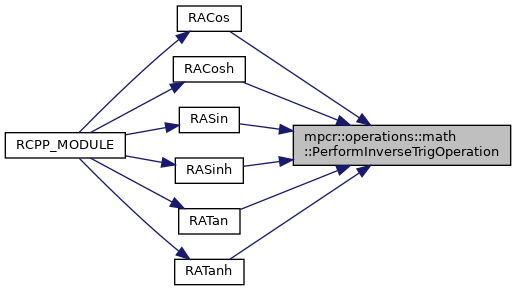 RACos
RACosh
RASin
RCPP_MODULE
mpcr::operations::math
::PerformInverseTrigOperation
RASinh
RATan
RATanh